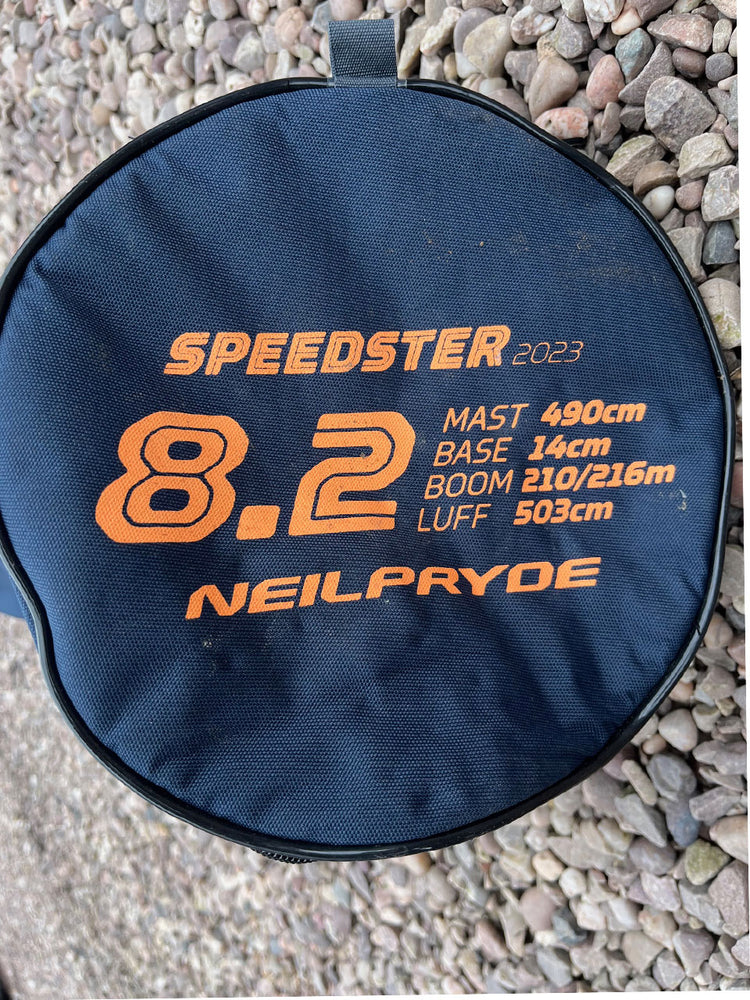 SPEEDSTER 2023
8.2
MAST 490cm
BASE 14cm
BOOM 210/216m
LUFF 503cm
NEILPRYDE